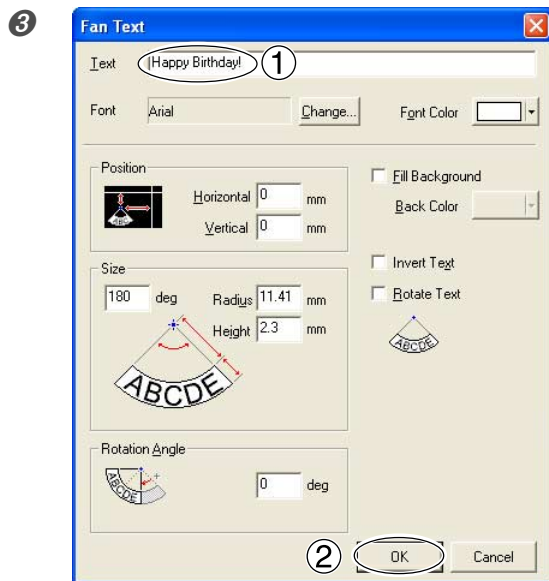 3
Fan Text
Text Happy Birthday! 1
Font Arial Change... Font Color
Position
Horizontal 0 mm
Vertical 0 mm
ABC
Fill Background
Back Color
Size
180 deg Radius 11.41 mm
Height 2.3 mm
ABCDE
Invert Text
Rotate Text
ABCDE
Rotation Angle
ABCDE
0 deg
2 OK Cancel